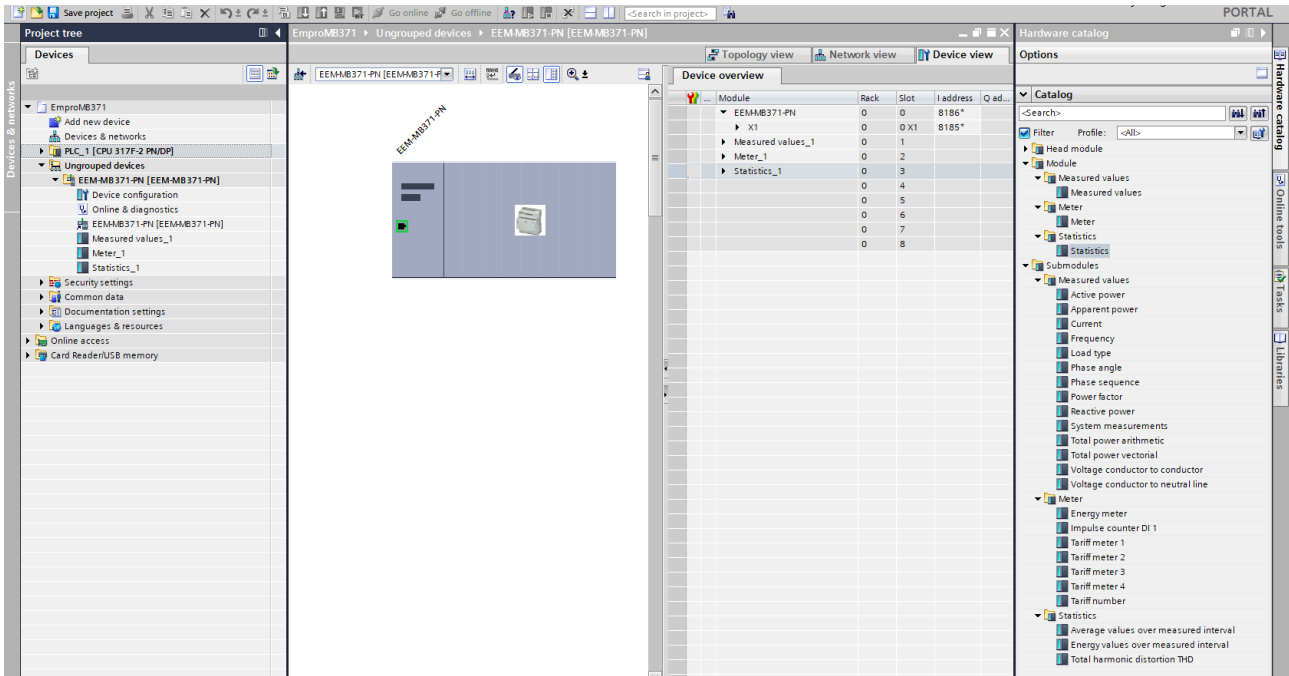 PORTAL
Save project
Go online
Go offline
<Search in project>
Project tree
Devices
EmproMB371
Add new device
Devices & networks
PLC_1 [CPU 317F-2 PN/DP]
Ungrouped devices
EEM-MB371-PN [EEM-MB371-PN]
Device configuration
Online & diagnostics
EEM-MB371-PN [EEM-MB371-PN]
Measured values_1
Meter_1
Statistics_1
Security settings
Common data
Documentation settings
Languages & resources
Online access
Card Reader/USB memory
Devices & networks
EmproMB371 Ungrouped devices EEM-MB371-PN [EEM-MB371-PN]
Topology view Network view Device view
EEM-MB371-PN [EEM-MB371-P
EEM-MB371-PN
Device overview
... Module Rack Slot I address Q ad...
EEM-MB371-PN 0 0 8186*
X1 0 0 X1 8185*
Measured values_1 0 1
Meter_1 0 2
Statistics_1 0 3
0 4
0 5
0 6
0 7
0 8
Hardware catalog
Options
Catalog
<Search>
Filter Profile: <All>
Head module
Module
Measured values
Measured values
Meter
Meter
Statistics
Statistics
Submodules
Measured values
Active power
Apparent power
Current
Frequency
Load type
Phase angle
Phase sequence
Power factor
Reactive power
System measurements
Total power arithmetic
Total power vectorial
Voltage conductor to conductor
Voltage conductor to neutral line
Meter
Energy meter
Impulse counter DI 1
Tariff meter 1
Tariff meter 2
Tariff meter 3
Tariff meter 4
Tariff number
Statistics
Average values over measured interval
Energy values over measured interval
Total harmonic distortion THD
Hardware catalog
Online tools
Tasks
Libraries